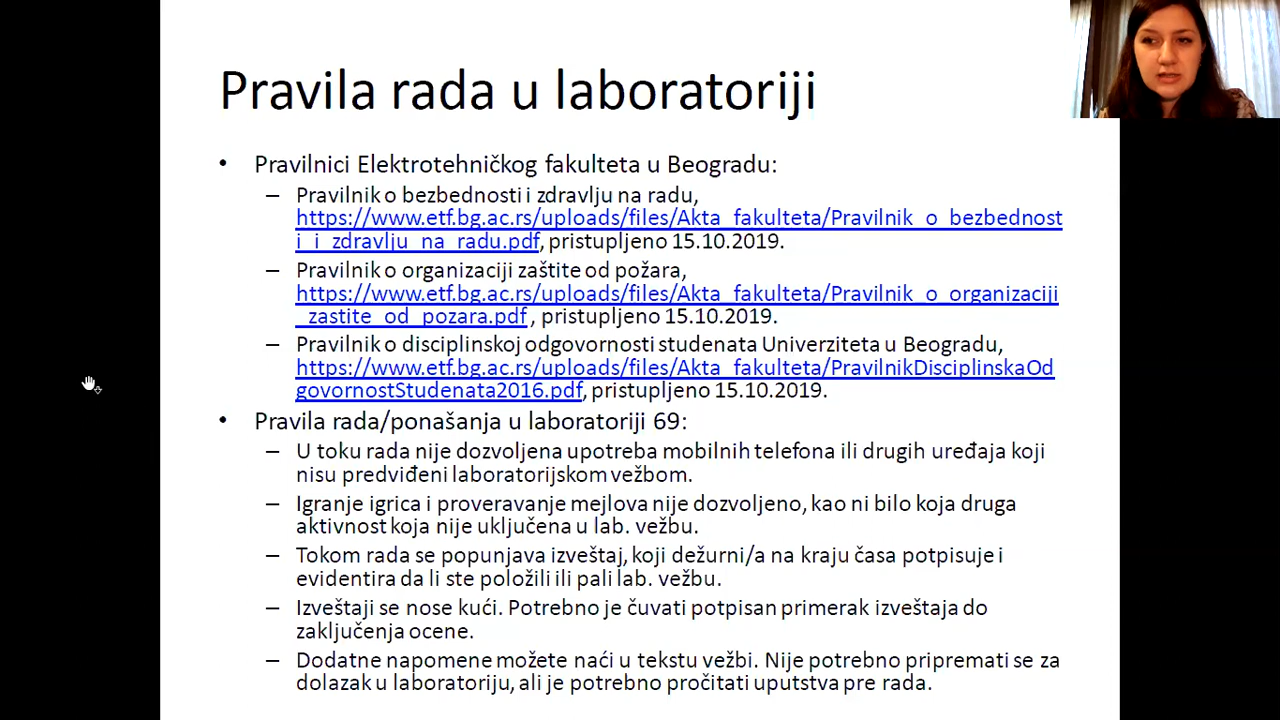 Pravila rada u laboratoriji
• Pravilnici Elektrotehničkog fakulteta u Beogradu:
– Pravilnik o bezbednosti i zdravlju na radu,
https://www.etf.bg.ac.rs/uploads/files/Akta_fakulteta/Pravilnik_o_bezbednost
i_i_zdravlju_na_radu.pdf, pristupljeno 15.10.2019.
– Pravilnik o organizaciji zaštite od požara,
https://www.etf.bg.ac.rs/uploads/files/Akta_fakulteta/Pravilnik_o_organizaciji
_zastite_od_pozara.pdf , pristupljeno 15.10.2019.
– Pravilnik o disciplinskoj odgovornosti studenata Univerziteta u Beogradu,
https://www.etf.bg.ac.rs/uploads/files/Akta_fakulteta/PravilnikDisciplinskaOd
govornostStudenata2016.pdf, pristupljeno 15.10.2019.
• Pravila rada/ponašanja u laboratoriji 69:
– U toku rada nije dozvoljena upotreba mobilnih telefona ili drugih uređaja koji
nisu predviđeni laboratorijskom vežbom.
– Igranje igrica i proveravanje mejlova nije dozvoljeno, kao ni bilo koja druga
aktivnost koja nije uključena u lab. vežbu.
– Tokom rada se popunjava izveštaj, koji dežurni/a na kraju časa potpisuje i
evidentira da li ste položili ili pali lab. vežbu.
– Izveštaji se nose kući. Potrebno je čuvati potpisan primerak izveštaja do
zaključenja ocene.
– Dodatne napomene možete naći u tekstu vežbi. Nije potrebno pripremati se za
dolazak u laboratoriju, ali je potrebno pročitati uputstva pre rada.